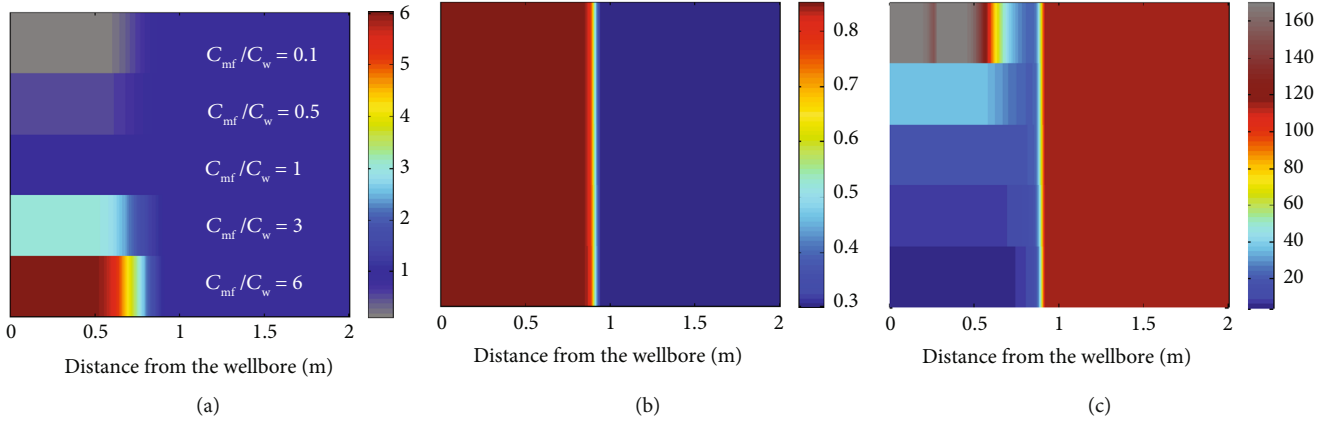 C_mf/C_w = 0.1
C_mf/C_w = 0.5
C_mf/C_w = 1
C_mf/C_w = 3
C_mf/C_w = 6
0 0.5 1 1.5 2
Distance from the wellbore (m)
6
5
4
3
2
1
(a)
0 0.5 1 1.5 2
Distance from the wellbore (m)
0.8
0.7
0.6
0.5
0.4
0.3
(b)
0 0.5 1 1.5 2
Distance from the wellbore (m)
160
140
120
100
80
60
40
20
(c)